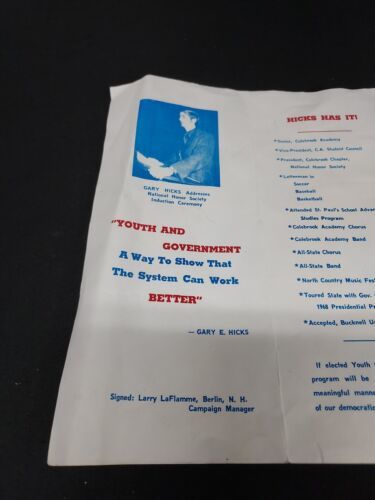 GARY HICKS Addresses
National Honor Society
Induction Ceremony
"YOUTH AND
GOVERNMENT
A Way To Show That
The System Can Work
BETTER"
— GARY E. HICKS
Signed: Larry LaFlamme, Berlin, N. H.
Campaign Manager
HICKS HAS IT!
* Senior, Colebrook Academy
* Vice-President, C.A. Student Council
* President, Colebrook Chapter,
National Honor Society
* Letterman in
Soccer
Baseball
Basketball
* Attended St. Paul's School Advan
Studies Program
* Colebrook Academy Chorus
* Colebrook Academy Band
* All-State Chorus
* All-State Band
* North Country Music Fest
* Toured State with Gov.
1968 Presidential Pr
* Accepted, Bucknell Un
If elected Youth
program will be
meaningful manne
of our democratic